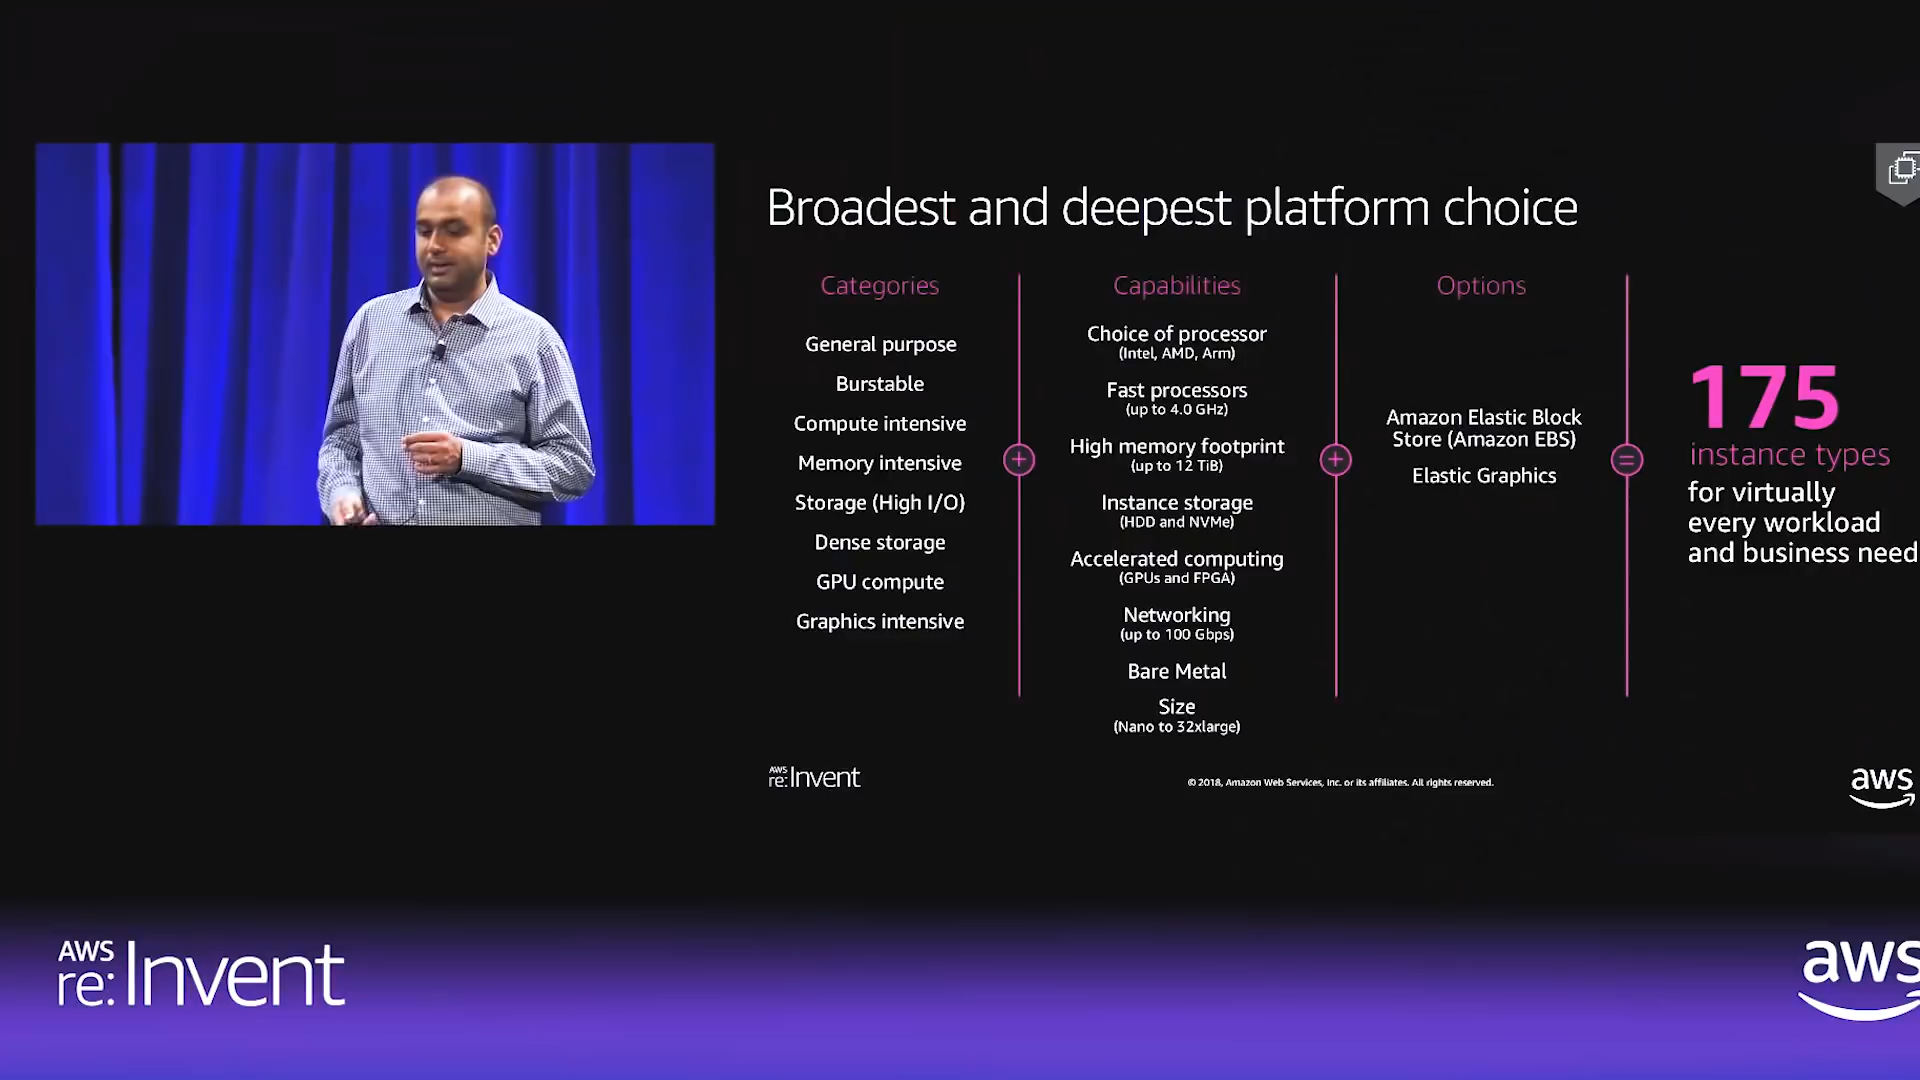 Broadest and deepest platform choice
Categories
General purpose
Burstable
Compute intensive
Memory intensive
Storage (High I/O)
Dense storage
GPU compute
Graphics intensive
Capabilities
Choice of processor
(Intel, AMD, Arm)
Fast processors
(up to 4.0 GHz)
High memory footprint
(up to 12 TiB)
Instance storage
(HDD and NVMe)
Accelerated computing
(GPUs and FPGA)
Networking
(up to 100 Gbps)
Bare Metal
Size
(Nano to 32xlarge)
Options
Amazon Elastic Block
Store (Amazon EBS)
Elastic Graphics
175
instance types
for virtually
every workload
and business need
AWS
re:Invent
© 2018, Amazon Web Services, Inc. or its affiliates. All rights reserved.
aws
AWS
re:Invent
aws